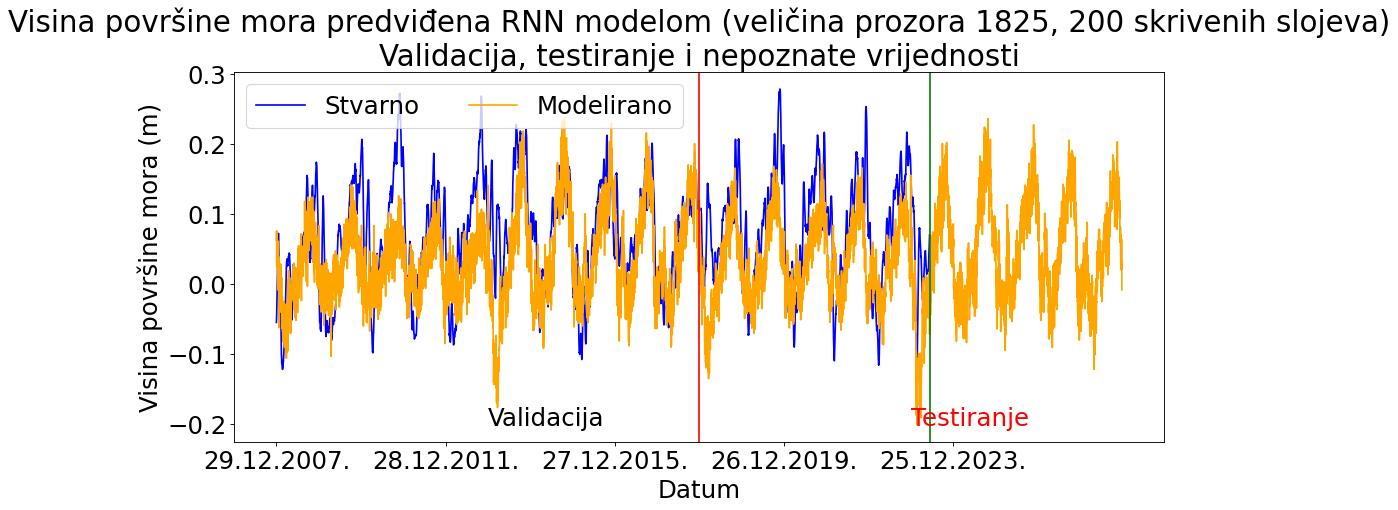 Visina površine mora predviđena RNN modelom (veličina prozora 1825, 200 skrivenih slojeva)
Validacija, testiranje i nepoznate vrijednosti
Stvarno
Modelirano
0.3
0.2
0.1
0.0
−0.1
−0.2
Visina površine mora (m)
Validacija
Testiranje
29.12.2007.
28.12.2011.
27.12.2015.
26.12.2019.
25.12.2023.
Datum